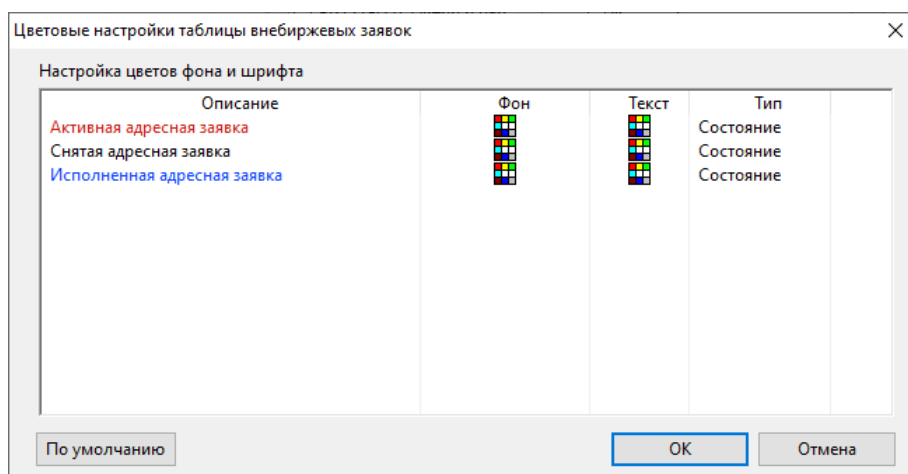 Цветовые настройки таблицы внебиржевых заявок
Настройка цветов фона и шрифта
Описание Фон Текст Тип
Активная адресная заявка Состояние
Снятая адресная заявка Состояние
Исполненная адресная заявка Состояние
По умолчанию OK Отмена